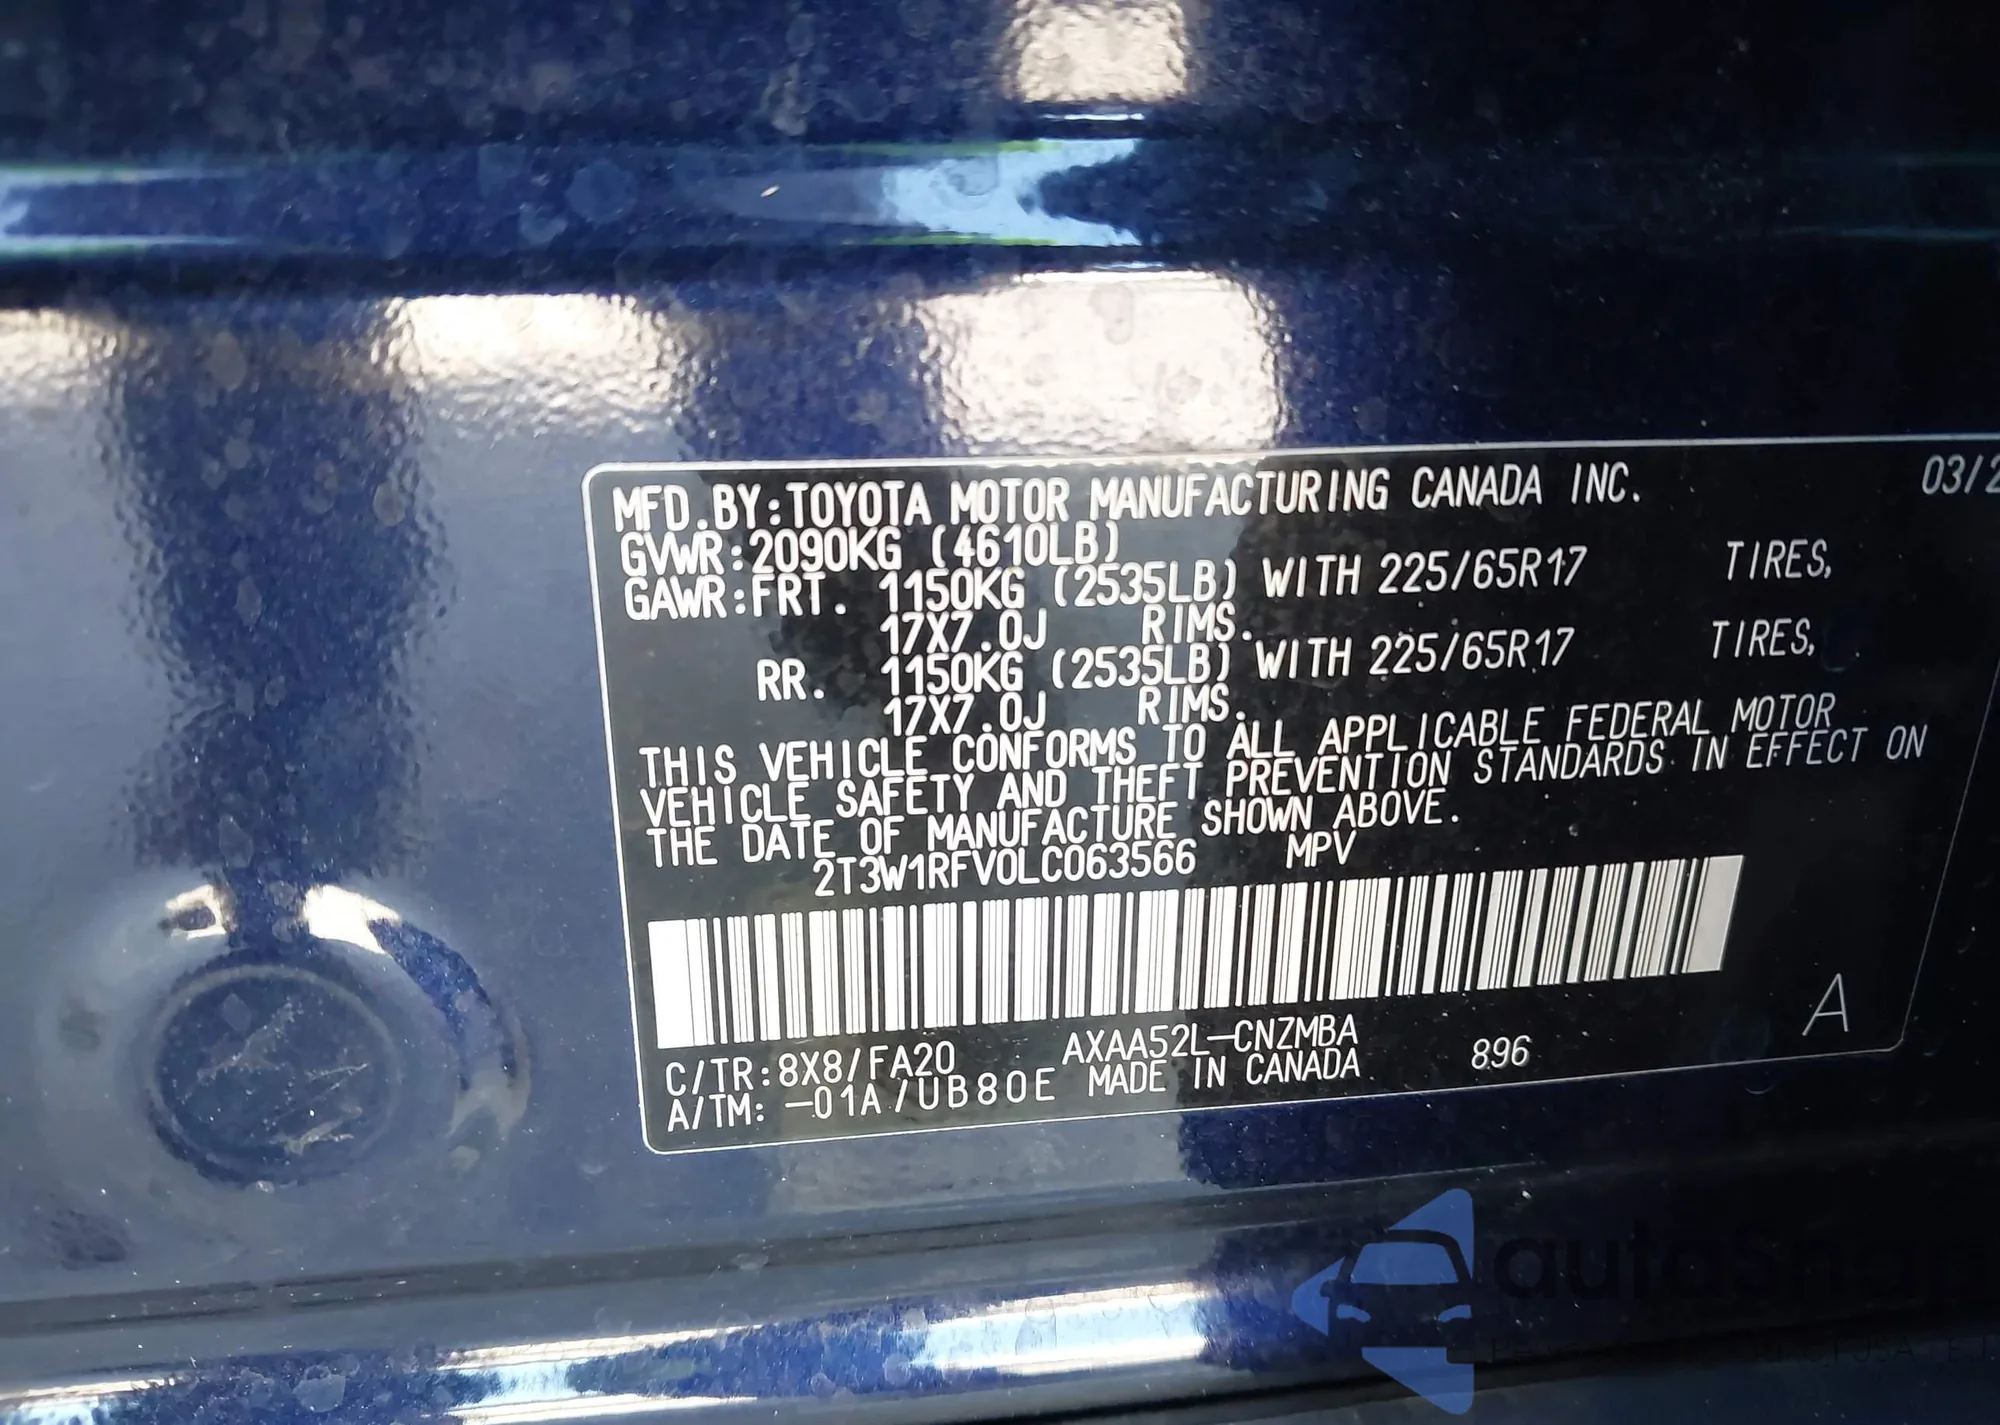 MFD.BY:TOYOTA MOTOR MANUFACTURING CANADA INC. 03/2
GVWR:2090KG (4610LB)
GAWR:FRT. 1150KG (2535LB) WITH 225/65R17 TIRES,
17X7.0J RIMS.
RR. 1150KG (2535LB) WITH 225/65R17 TIRES,
17X7.0J RIMS.
THIS VEHICLE CONFORMS TO ALL APPLICABLE FEDERAL MOTOR
VEHICLE SAFETY AND THEFT PREVENTION STANDARDS IN EFFECT ON
THE DATE OF MANUFACTURE SHOWN ABOVE.
2T3W1RFV0LC063566 MPV
A
C/TR:8X8/FA20 AXAA52L-CNZMBA 896
A/TM: -01A/UB80E MADE IN CANADA
autosnap